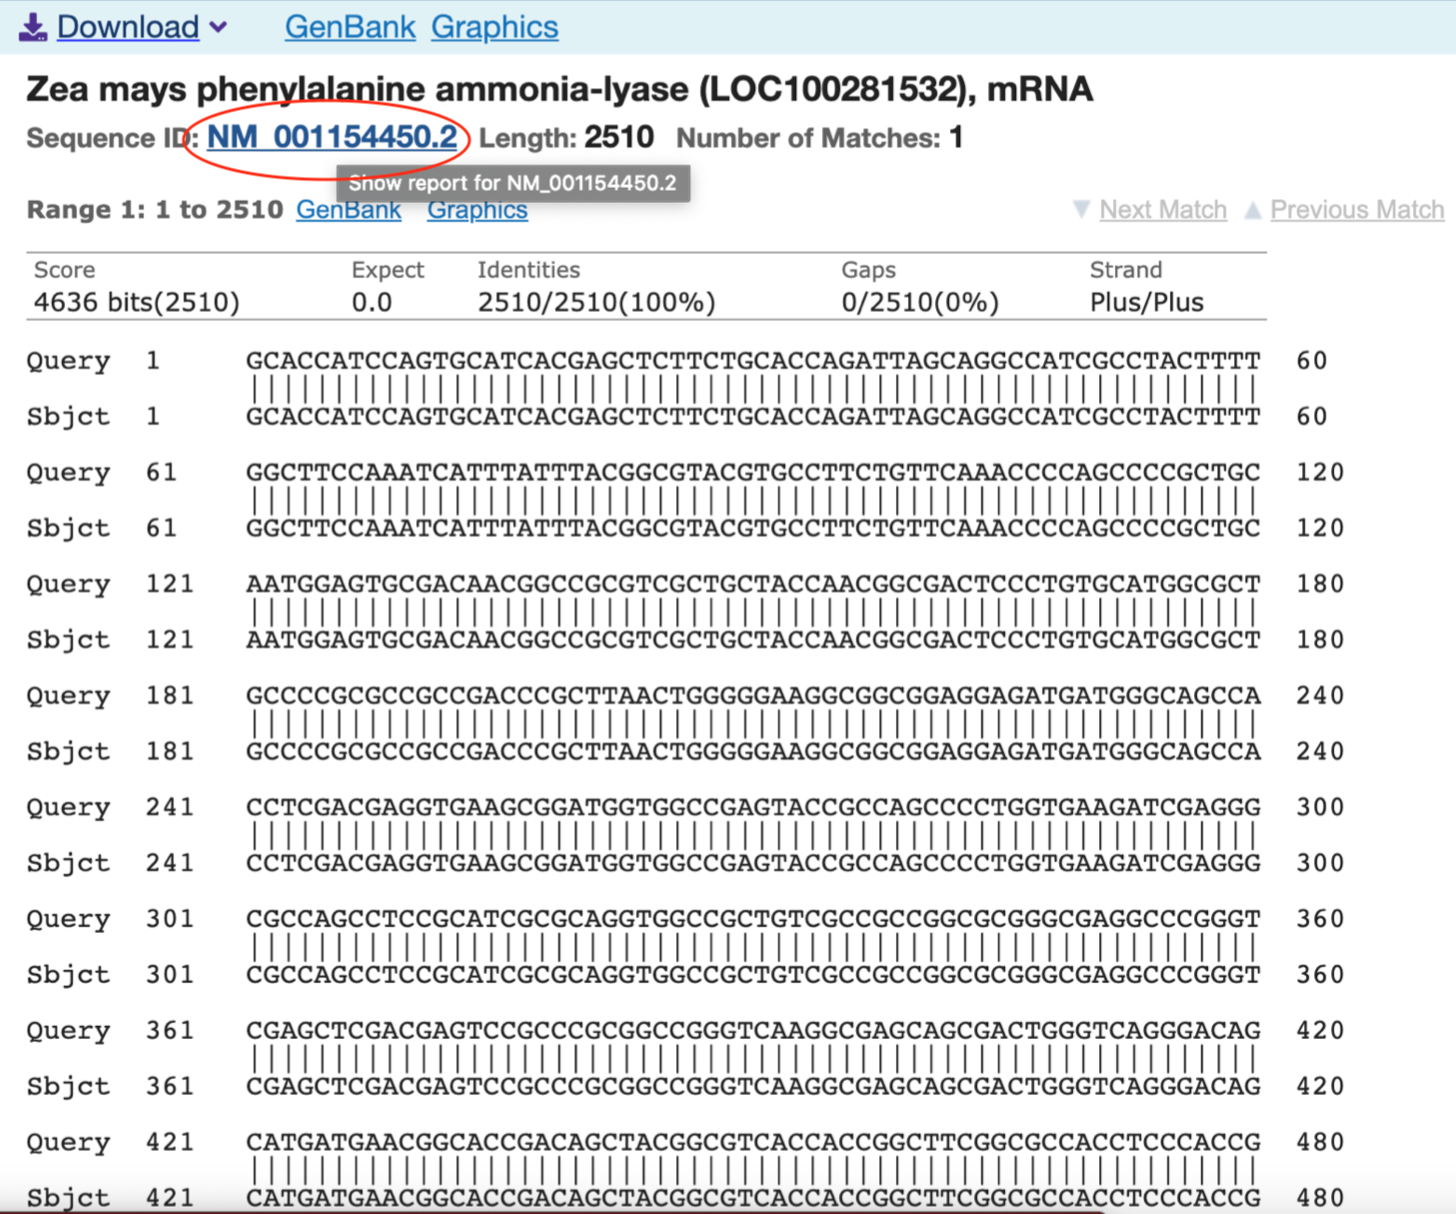 Download GenBank Graphics
Zea mays phenylalanine ammonia-lyase (LOC100281532), mRNA
Sequence ID: NM_001154450.2 Length: 2510 Number of Matches: 1
Show report for NM_001154450.2
Range 1: 1 to 2510 GenBank Graphics ▼ Next Match ▲ Previous Match
Score Expect Identities Gaps Strand
4636 bits(2510) 0.0 2510/2510(100%) 0/2510(0%) Plus/Plus
Query 1 GCACCATCCAGTGCATCACGAGCTCTTCTGCACCAGATTAGCAGGCCATCGCCTACTTTT 60
||||||||||||||||||||||||||||||||||||||||||||||||||||||||||||
Sbjct 1 GCACCATCCAGTGCATCACGAGCTCTTCTGCACCAGATTAGCAGGCCATCGCCTACTTTT 60
Query 61 GGCTTCCAAATCATTTATTTACGGCGTACGTGCCTTCTGTTCAAACCCCAGCCCCGCTGC 120
||||||||||||||||||||||||||||||||||||||||||||||||||||||||||||
Sbjct 61 GGCTTCCAAATCATTTATTTACGGCGTACGTGCCTTCTGTTCAAACCCCAGCCCCGCTGC 120
Query 121 AATGGAGTGCGACAACGGCCGCGTCGCTGCTACCAACGGCGACTCCCTGTGCATGGCGCT 180
||||||||||||||||||||||||||||||||||||||||||||||||||||||||||||
Sbjct 121 AATGGAGTGCGACAACGGCCGCGTCGCTGCTACCAACGGCGACTCCCTGTGCATGGCGCT 180
Query 181 GCCCCGCGCCGCCGACCCGCTTAACTGGGGGAAGGCGGCGGAGGAGATGATGGGCAGCCA 240
||||||||||||||||||||||||||||||||||||||||||||||||||||||||||||
Sbjct 181 GCCCCGCGCCGCCGACCCGCTTAACTGGGGGAAGGCGGCGGAGGAGATGATGGGCAGCCA 240
Query 241 CCTCGACGAGGTGAAGCGGATGGTGGCCGAGTACCGCCAGCCCCTGGTGAAGATCGAGGG 300
||||||||||||||||||||||||||||||||||||||||||||||||||||||||||||
Sbjct 241 CCTCGACGAGGTGAAGCGGATGGTGGCCGAGTACCGCCAGCCCCTGGTGAAGATCGAGGG 300
Query 301 CGCCAGCCTCCGCATCGCGCAGGTGGCCGCTGTCGCCGCCGGCGCGGGCGAGGCCCGGGT 360
||||||||||||||||||||||||||||||||||||||||||||||||||||||||||||
Sbjct 301 CGCCAGCCTCCGCATCGCGCAGGTGGCCGCTGTCGCCGCCGGCGCGGGCGAGGCCCGGGT 360
Query 361 CGAGCTCGACGAGTCCGCCCGCGGCCGGGTCAAGGCGAGCAGCGACTGGGTCAGGGACAG 420
||||||||||||||||||||||||||||||||||||||||||||||||||||||||||||
Sbjct 361 CGAGCTCGACGAGTCCGCCCGCGGCCGGGTCAAGGCGAGCAGCGACTGGGTCAGGGACAG 420
Query 421 CATGATGAACGGCACCGACAGCTACGGCGTCACCACCGGCTTCGGCGCCACCTCCCACCG 480
||||||||||||||||||||||||||||||||||||||||||||||||||||||||||||
Sbjct 421 CATGATGAACGGCACCGACAGCTACGGCGTCACCACCGGCTTCGGCGCCACCTCCCACCG 480